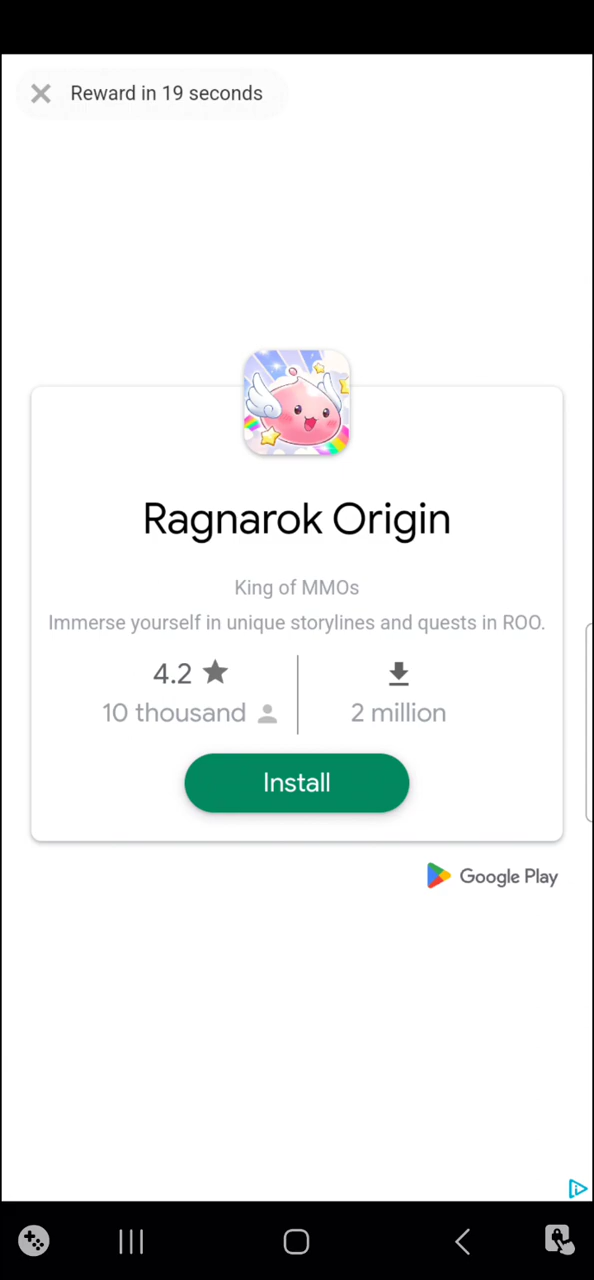 Reward in 19 seconds
Ragnarok Origin
King of MMOs
Immerse yourself in unique storylines and quests in ROO.
4.2
10 thousand
2 million
Install
Google Play